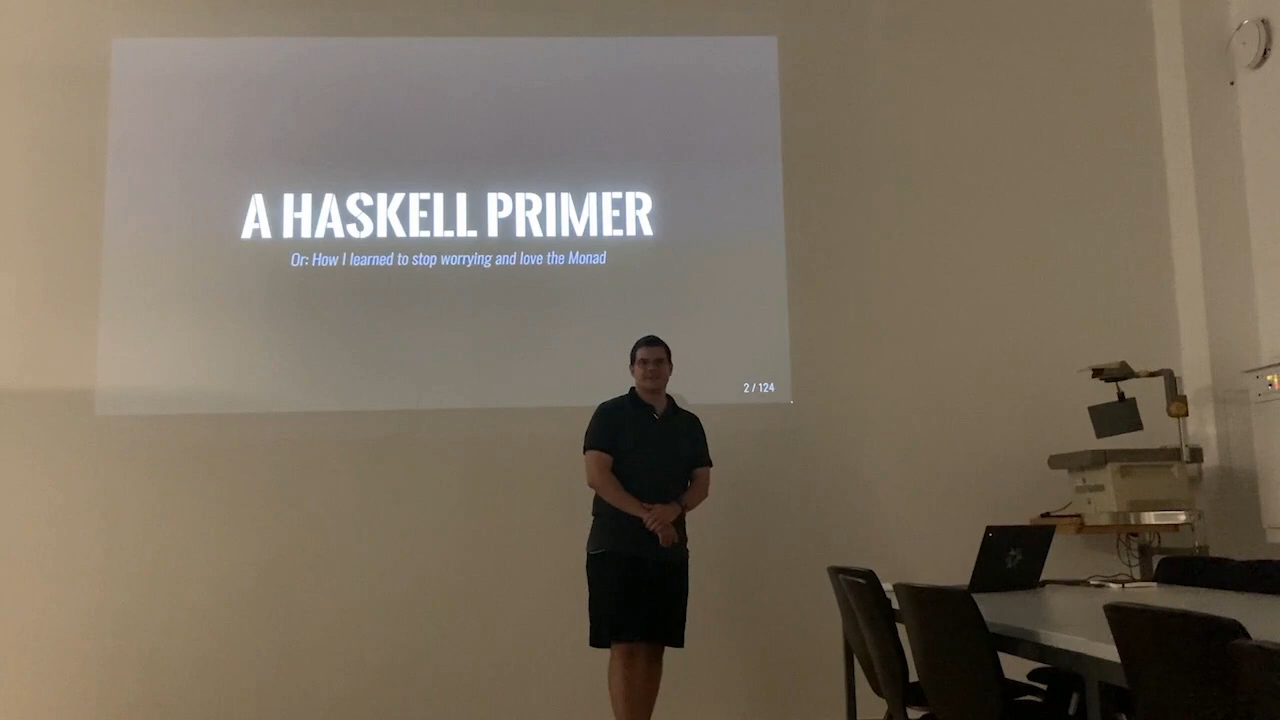 A HASKELL PRIMER
Or: How I learned to stop worrying and love the Monad
2 / 124